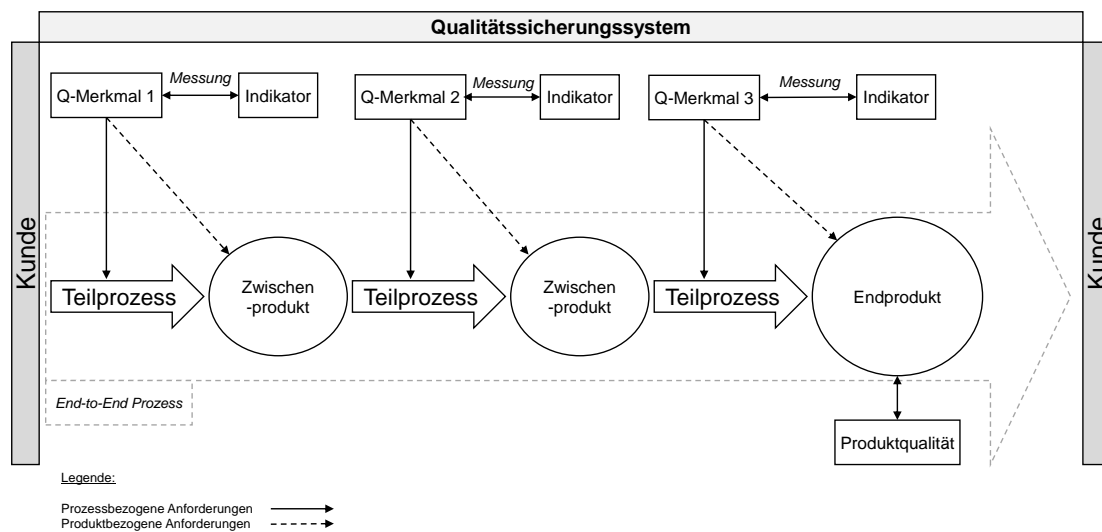 Qualitätssicherungssystem
Kunde
Q-Merkmal 1
Messung
Indikator
Q-Merkmal 2
Messung
Indikator
Q-Merkmal 3
Messung
Indikator
Kunde
Teilprozess
Zwischen
-produkt
Teilprozess
Zwischen
-produkt
Teilprozess
Endprodukt
End-to-End Prozess
Produktqualität
Legende:
Prozessbezogene Anforderungen
Produktbezogene Anforderungen